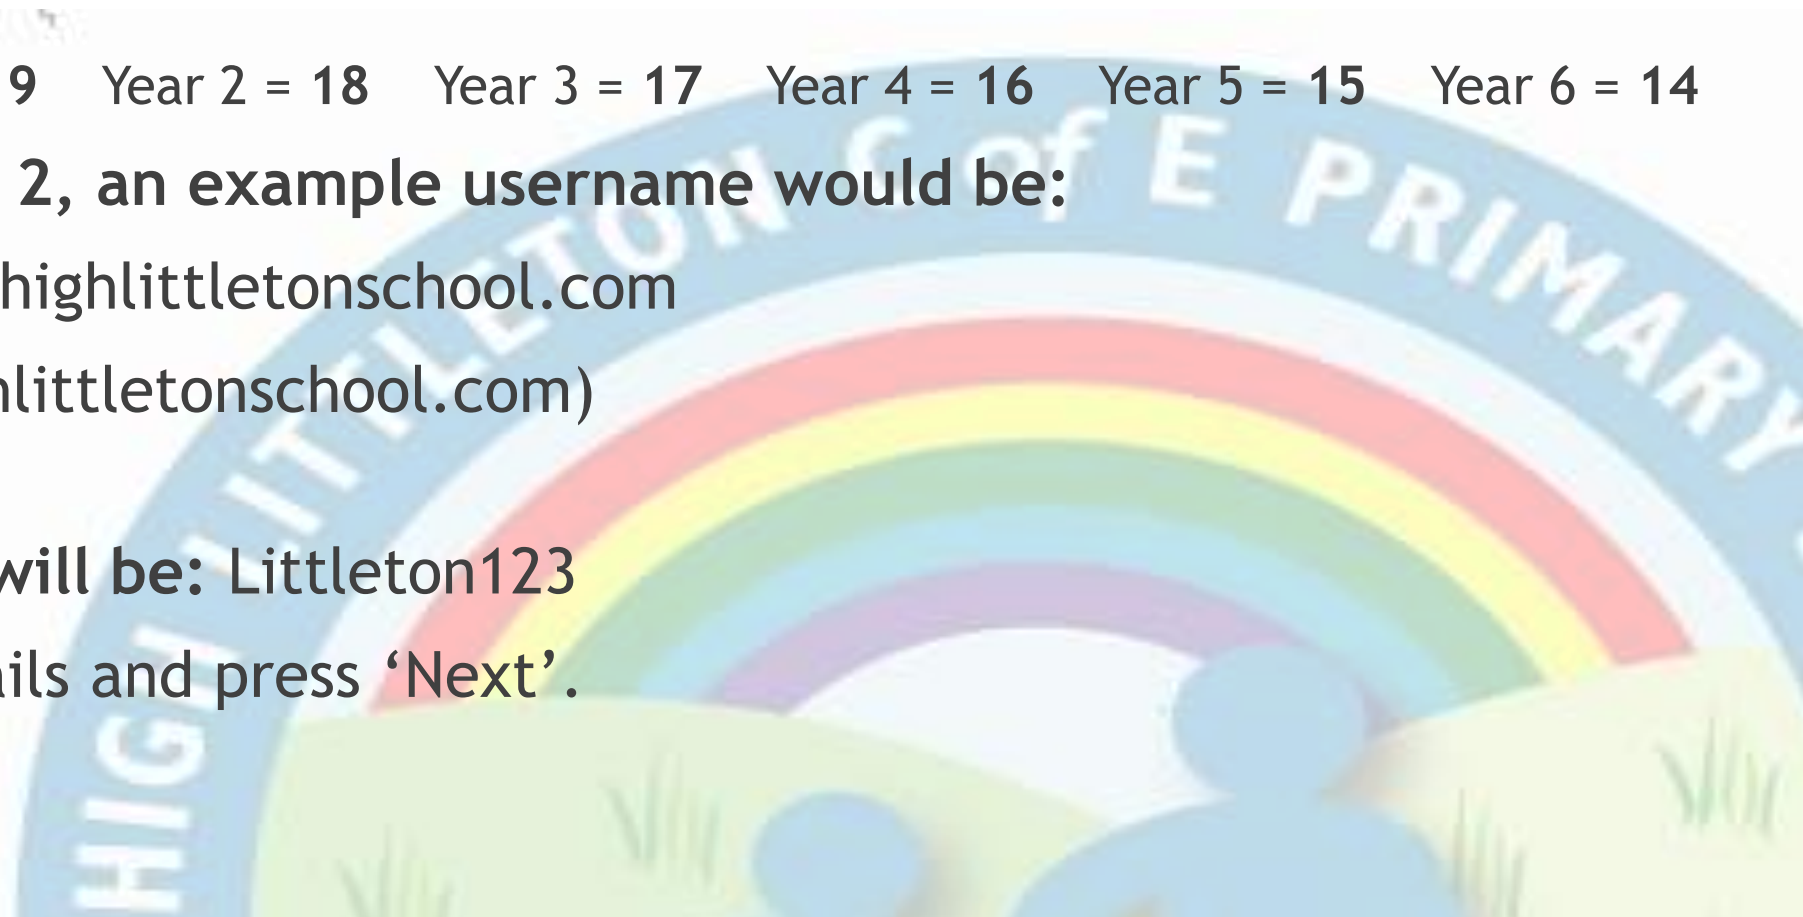 9 Year 2 = 18 Year 3 = 17 Year 4 = 16 Year 5 = 15 Year 6 = 14
2, an example username would be:
highlittletonschool.com
hlittletonschool.com)
will be: Littleton123
ils and press ‘Next’.
HIGH LITTLETON C of E PRIMARY